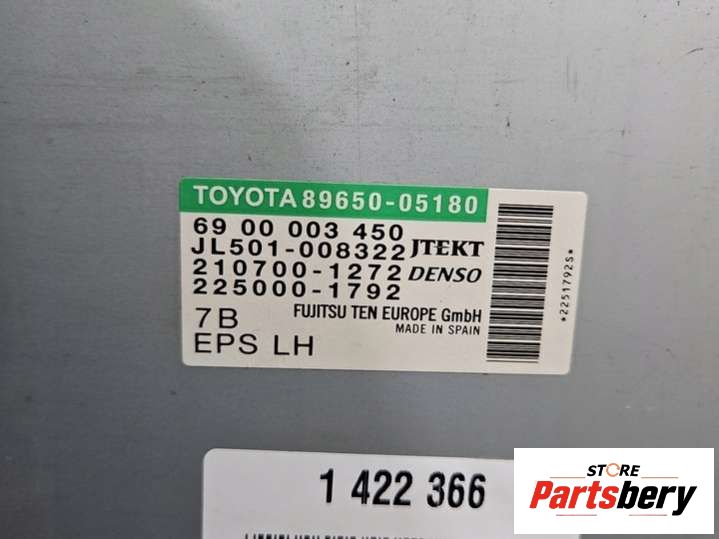 TOYOTA 89650-05180
69 00 003 450
JL501-008322 JTEKT
210700-1272 DENSO
225000-1792
7B FUJITSU TEN EUROPE GmbH
MADE IN SPAIN
EPS LH
*2251792S*
1 422 366
STORE
Partsbery